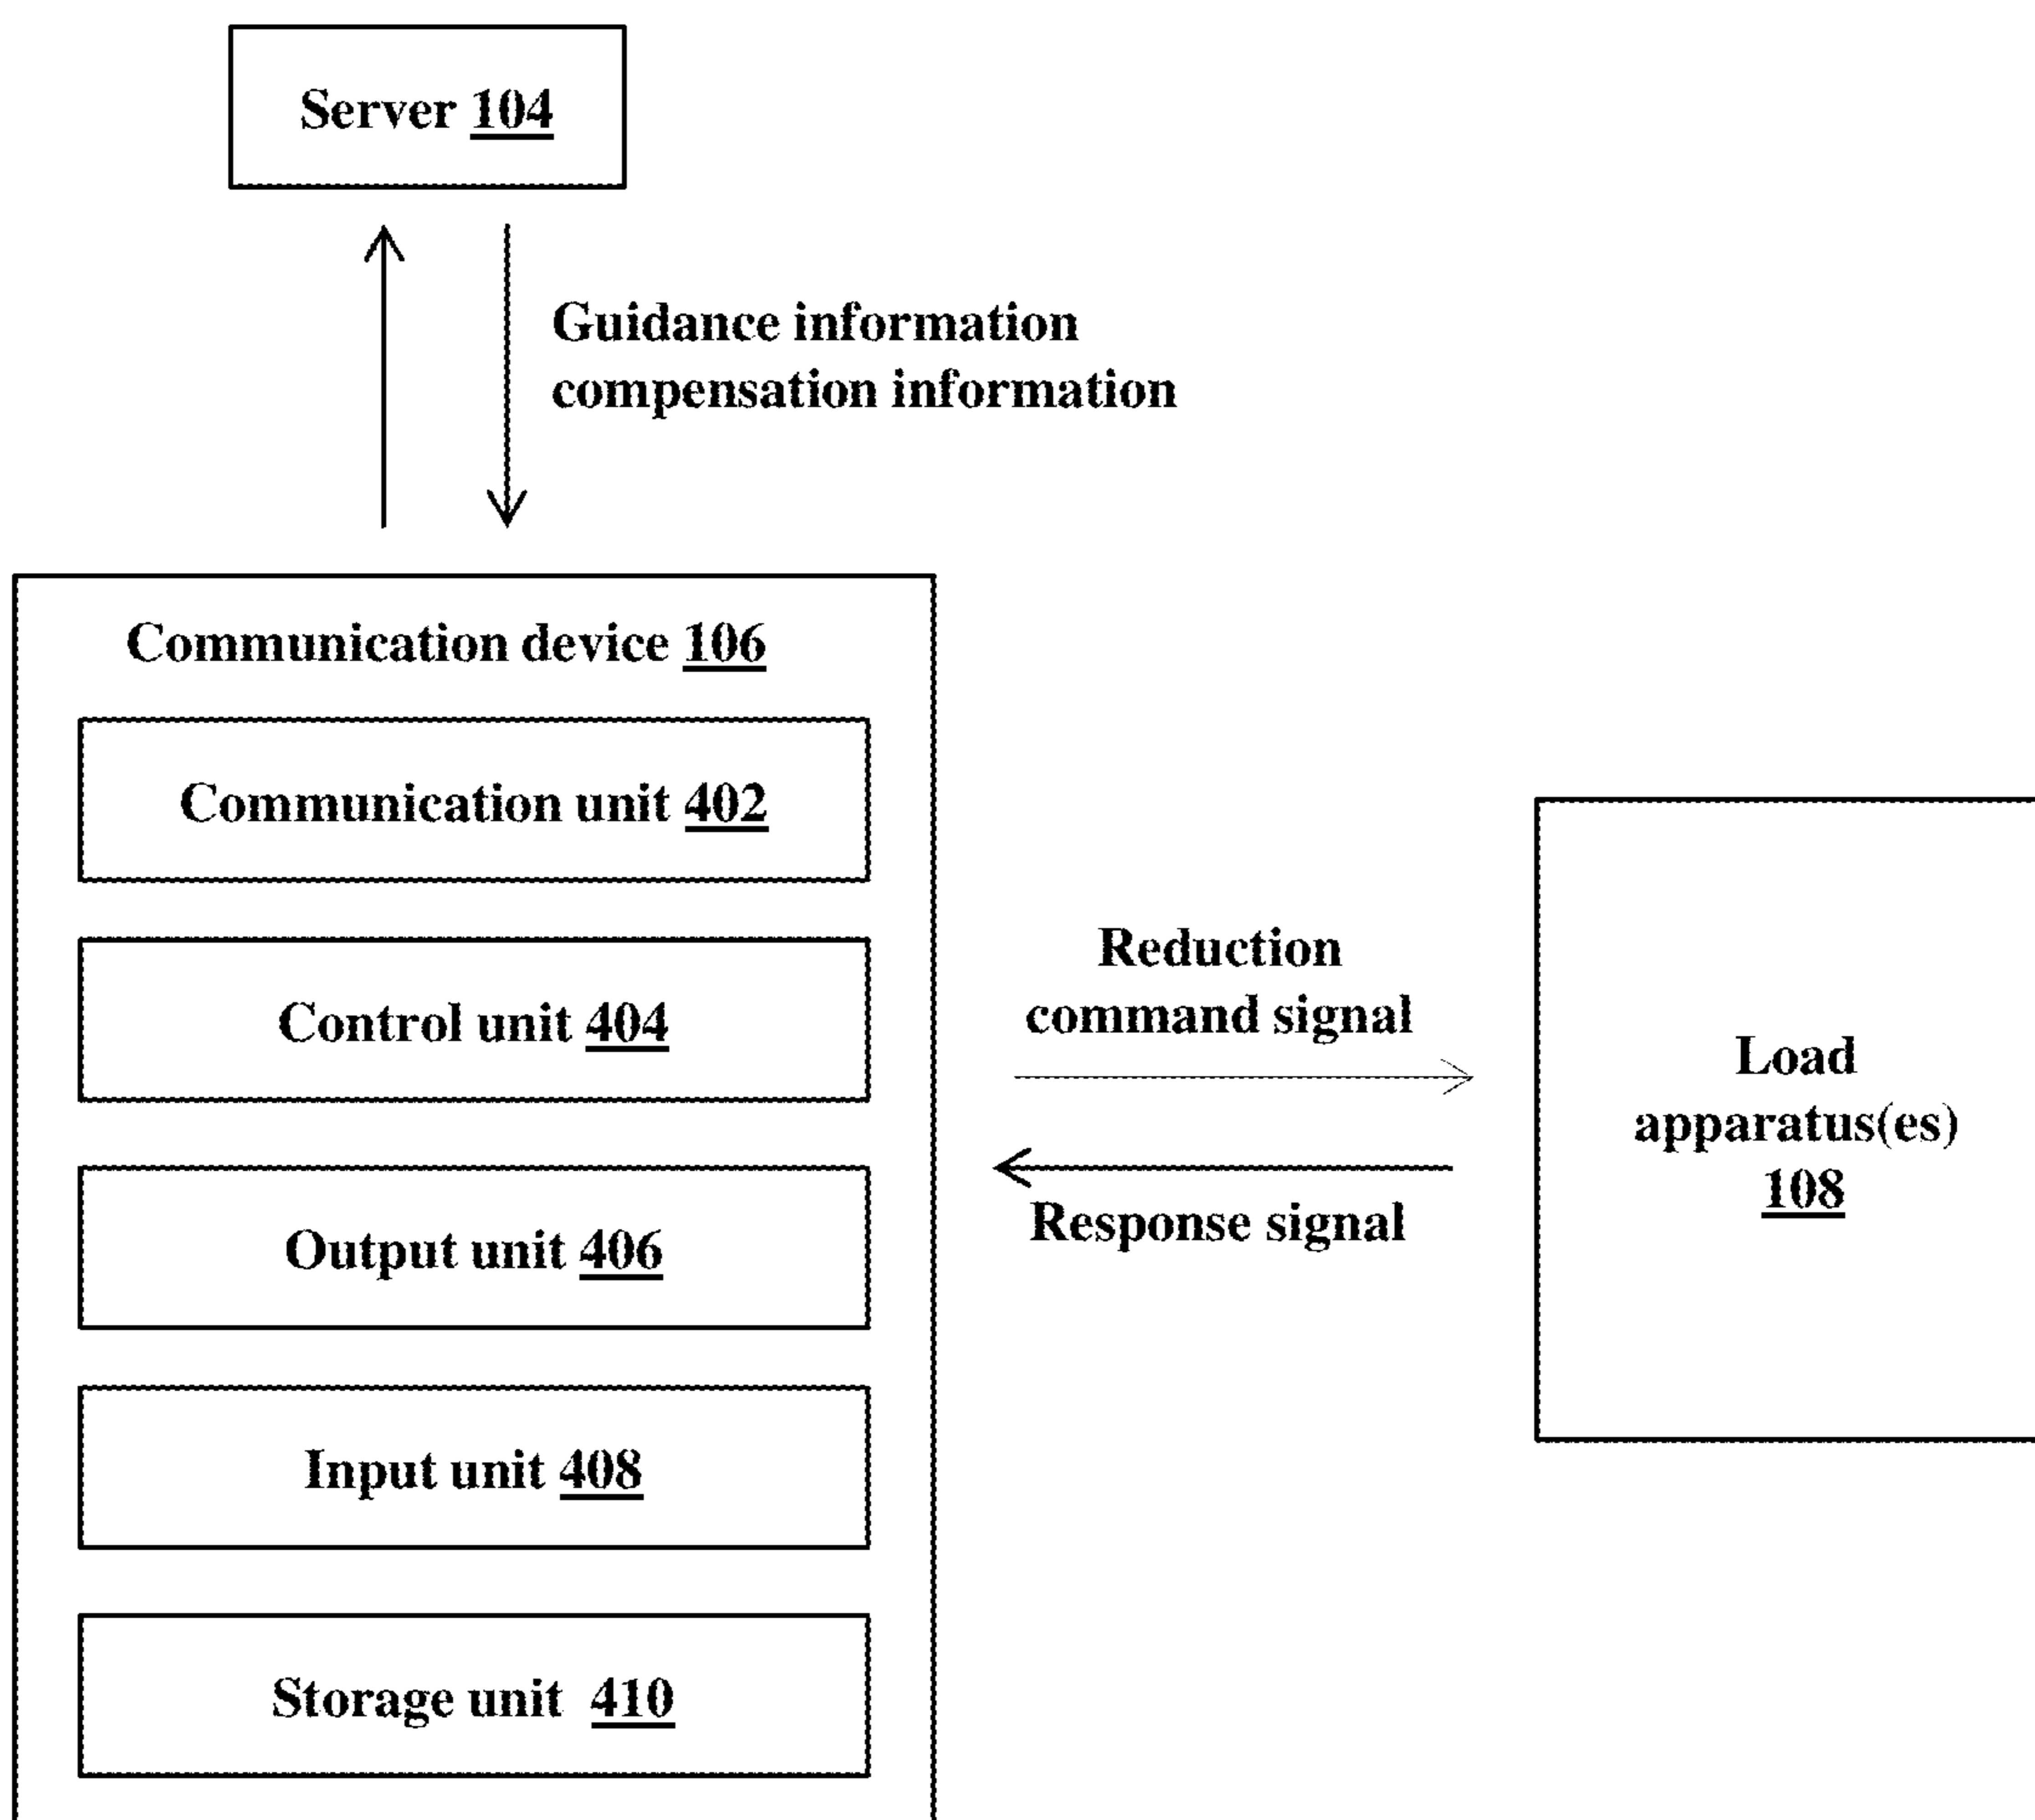 Server 104
Guidance information
compensation information
Communication device 106
Communication unit 402
Control unit 404
Output unit 406
Input unit 408
Storage unit 410
Reduction
command signal
Response signal
Load
apparatus(es)
108